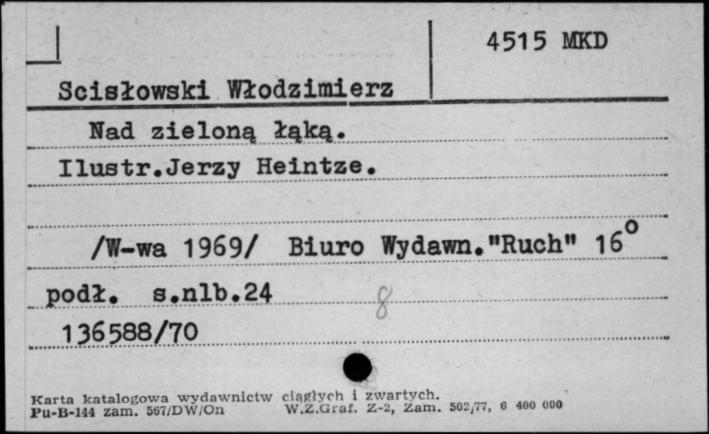 4515 MKD
Scisłowski Włodzimierz
Nad zieloną łąką.
Ilustr.Jerzy Heintze.
/W-wa 1969/ Biuro Wydawn."Ruch" 16°
podł. s.nlb.24
8
136588/70
Karta katalogowa wydawnictw ciągłych i zwartych.
Pu-B-144 zam. 567/DW/On W.Z.Graf. Z-2, Zam. 502/77, 6 400 000